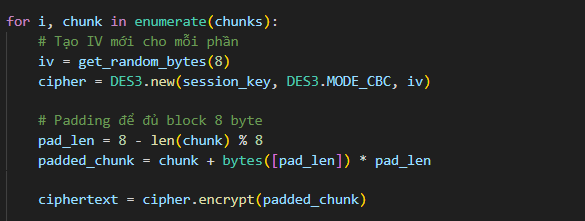 for i, chunk in enumerate(chunks):
    # Tạo IV mới cho mỗi phần
    iv = get_random_bytes(8)
    cipher = DES3.new(session_key, DES3.MODE_CBC, iv)

    # Padding để đủ block 8 byte
    pad_len = 8 - len(chunk) % 8
    padded_chunk = chunk + bytes([pad_len]) * pad_len

    ciphertext = cipher.encrypt(padded_chunk)